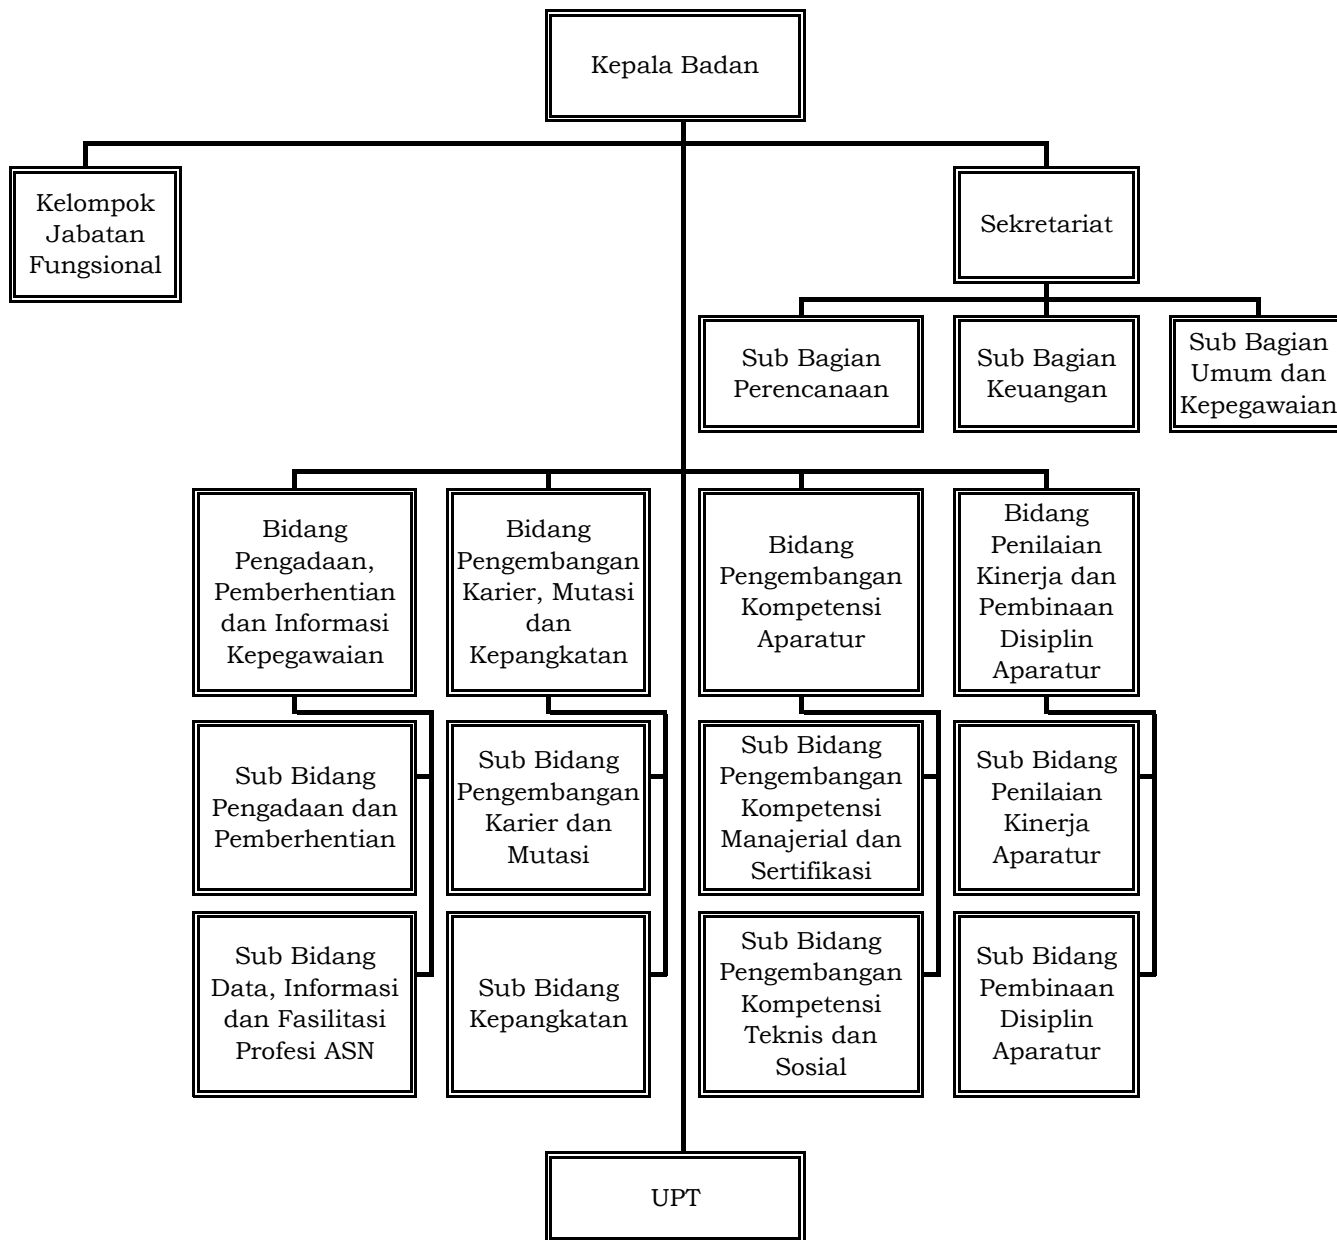 Kepala Badan
Kelompok
Jabatan
Fungsional
Sekretariat
Sub Bagian
Perencanaan
Sub Bagian
Keuangan
Sub Bagian
Umum dan
Kepegawaian
Bidang
Pengadaan,
Pemberhentian
dan Informasi
Kepegawaian
Bidang
Pengembangan
Karier, Mutasi
dan
Kepangkatan
Bidang
Pengembangan
Kompetensi
Aparatur
Bidang
Penilaian
Kinerja dan
Pembinaan
Disiplin
Aparatur
Sub Bidang
Pengadaan dan
Pemberhentian
Sub Bidang
Pengembangan
Karier dan
Mutasi
Sub Bidang
Pengembangan
Kompetensi
Manajerial dan
Sertifikasi
Sub Bidang
Penilaian
Kinerja
Aparatur
Sub Bidang
Data, Informasi
dan Fasilitasi
Profesi ASN
Sub Bidang
Kepangkatan
Sub Bidang
Pengembangan
Kompetensi
Teknis dan
Sosial
Sub Bidang
Pembinaan
Disiplin
Aparatur
UPT